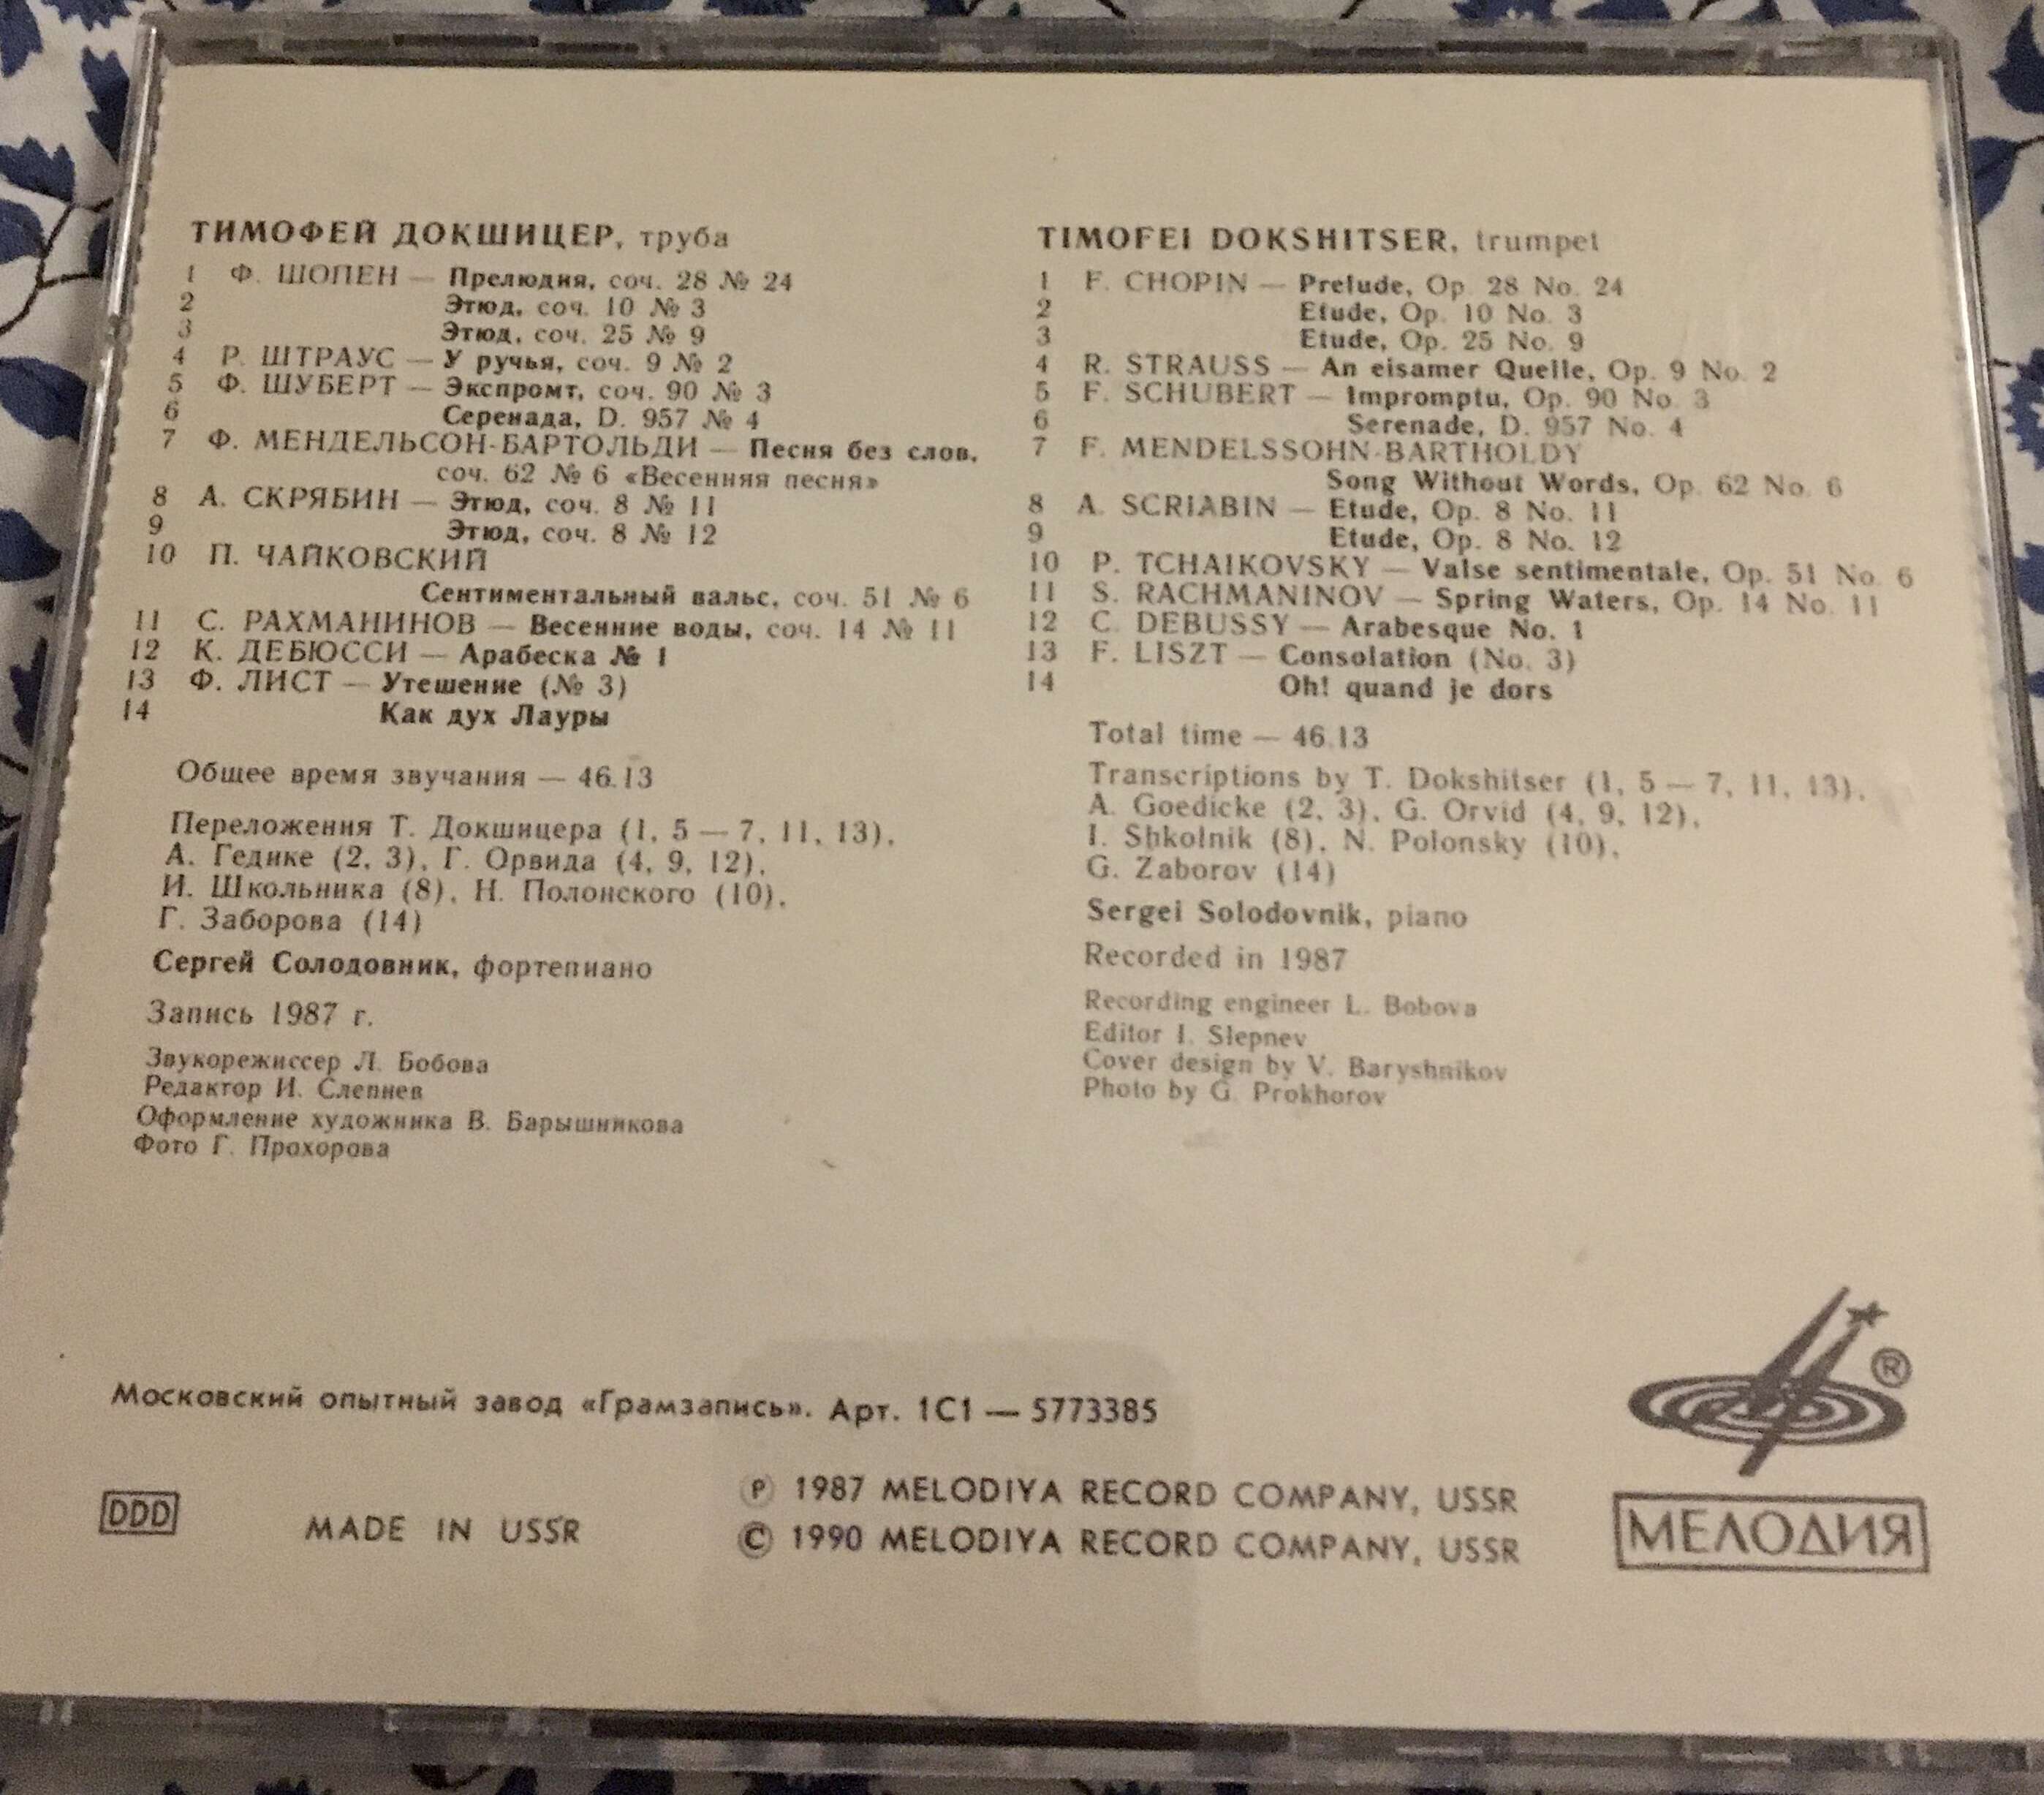 ТИМОФЕЙ ДОКШИЦЕР, труба
1 Ф. ШОПЕН — Прелюдия, соч. 28 № 24
2 Этюд, соч. 10 № 3
3 Этюд, соч. 25 № 9
4 Р. ШТРАУС — У ручья, соч. 9 № 2
5 Ф. ШУБЕРТ — Экспромт, соч. 90 № 3
6 Серенада, D. 957 № 4
7 Ф. МЕНДЕЛЬСОН-БАРТОЛЬДИ — Песня без слов,
соч. 62 № 6 «Весенняя песня»
8 А. СКРЯБИН — Этюд, соч. 8 № 11
9 Этюд, соч. 8 № 12
10 П. ЧАЙКОВСКИЙ
Сентиментальный вальс, соч. 51 № 6
11 С. РАХМАНИНОВ — Весенние воды, соч. 14 № 11
12 К. ДЕБЮССИ — Арабеска № 1
13 Ф. ЛИСТ — Утешение (№ 3)
14 Как дух Лауры
Общее время звучания — 46.13
Переложения Т. Докшицера (1, 5 — 7, 11, 13),
А. Гедике (2, 3), Г. Орвида (4, 9, 12),
И. Школьника (8), Н. Полонского (10),
Г. Заборова (14)
Сергей Солодовник, фортепиано
Запись 1987 г.
Звукорежиссер Л. Бобова
Редактор И. Слепнев
Оформление художника В. Барышникова
Фото Г. Прохорова
TIMOFEI DOKSHITSER, trumpet
1 F. CHOPIN — Prelude, Op. 28 No. 24
2 Etude, Op. 10 No. 3
3 Etude, Op. 25 No. 9
4 R. STRAUSS — An eisamer Quelle, Op. 9 No. 2
5 F. SCHUBERT — Impromptu, Op. 90 No. 3
6 Serenade, D. 957 No. 4
7 F. MENDELSSOHN-BARTHOLDY
Song Without Words, Op. 62 No. 6
8 A. SCRIABIN — Etude, Op. 8 No. 11
9 Etude, Op. 8 No. 12
10 P. TCHAIKOVSKY — Valse sentimentale, Op. 51 No. 6
11 S. RACHMANINOV — Spring Waters, Op. 14 No. 11
12 C. DEBUSSY — Arabesque No. 1
13 F. LISZT — Consolation (No. 3)
14 Oh! quand je dors
Total time — 46.13
Transcriptions by T. Dokshitser (1, 5 — 7, 11, 13),
A. Goedicke (2, 3), G. Orvid (4, 9, 12),
I. Shkolnik (8), N. Polonsky (10),
G. Zaborov (14)
Sergei Solodovnik, piano
Recorded in 1987
Recording engineer L. Bobova
Editor I. Slepnev
Cover design by V. Baryshnikov
Photo by G. Prokhorov
Московский опытный завод «Грамзапись». Арт. 1С1 — 5773385
DDD
MADE IN USSR
℗ 1987 MELODIYA RECORD COMPANY, USSR
© 1990 MELODIYA RECORD COMPANY, USSR
®
МЕЛОДИЯ